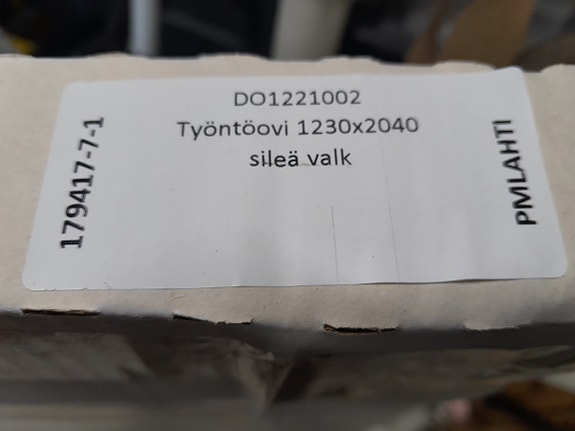 DO1221002
Työntöovi 1230x2040
sileä valk
179417-7-1
PMLAHTI